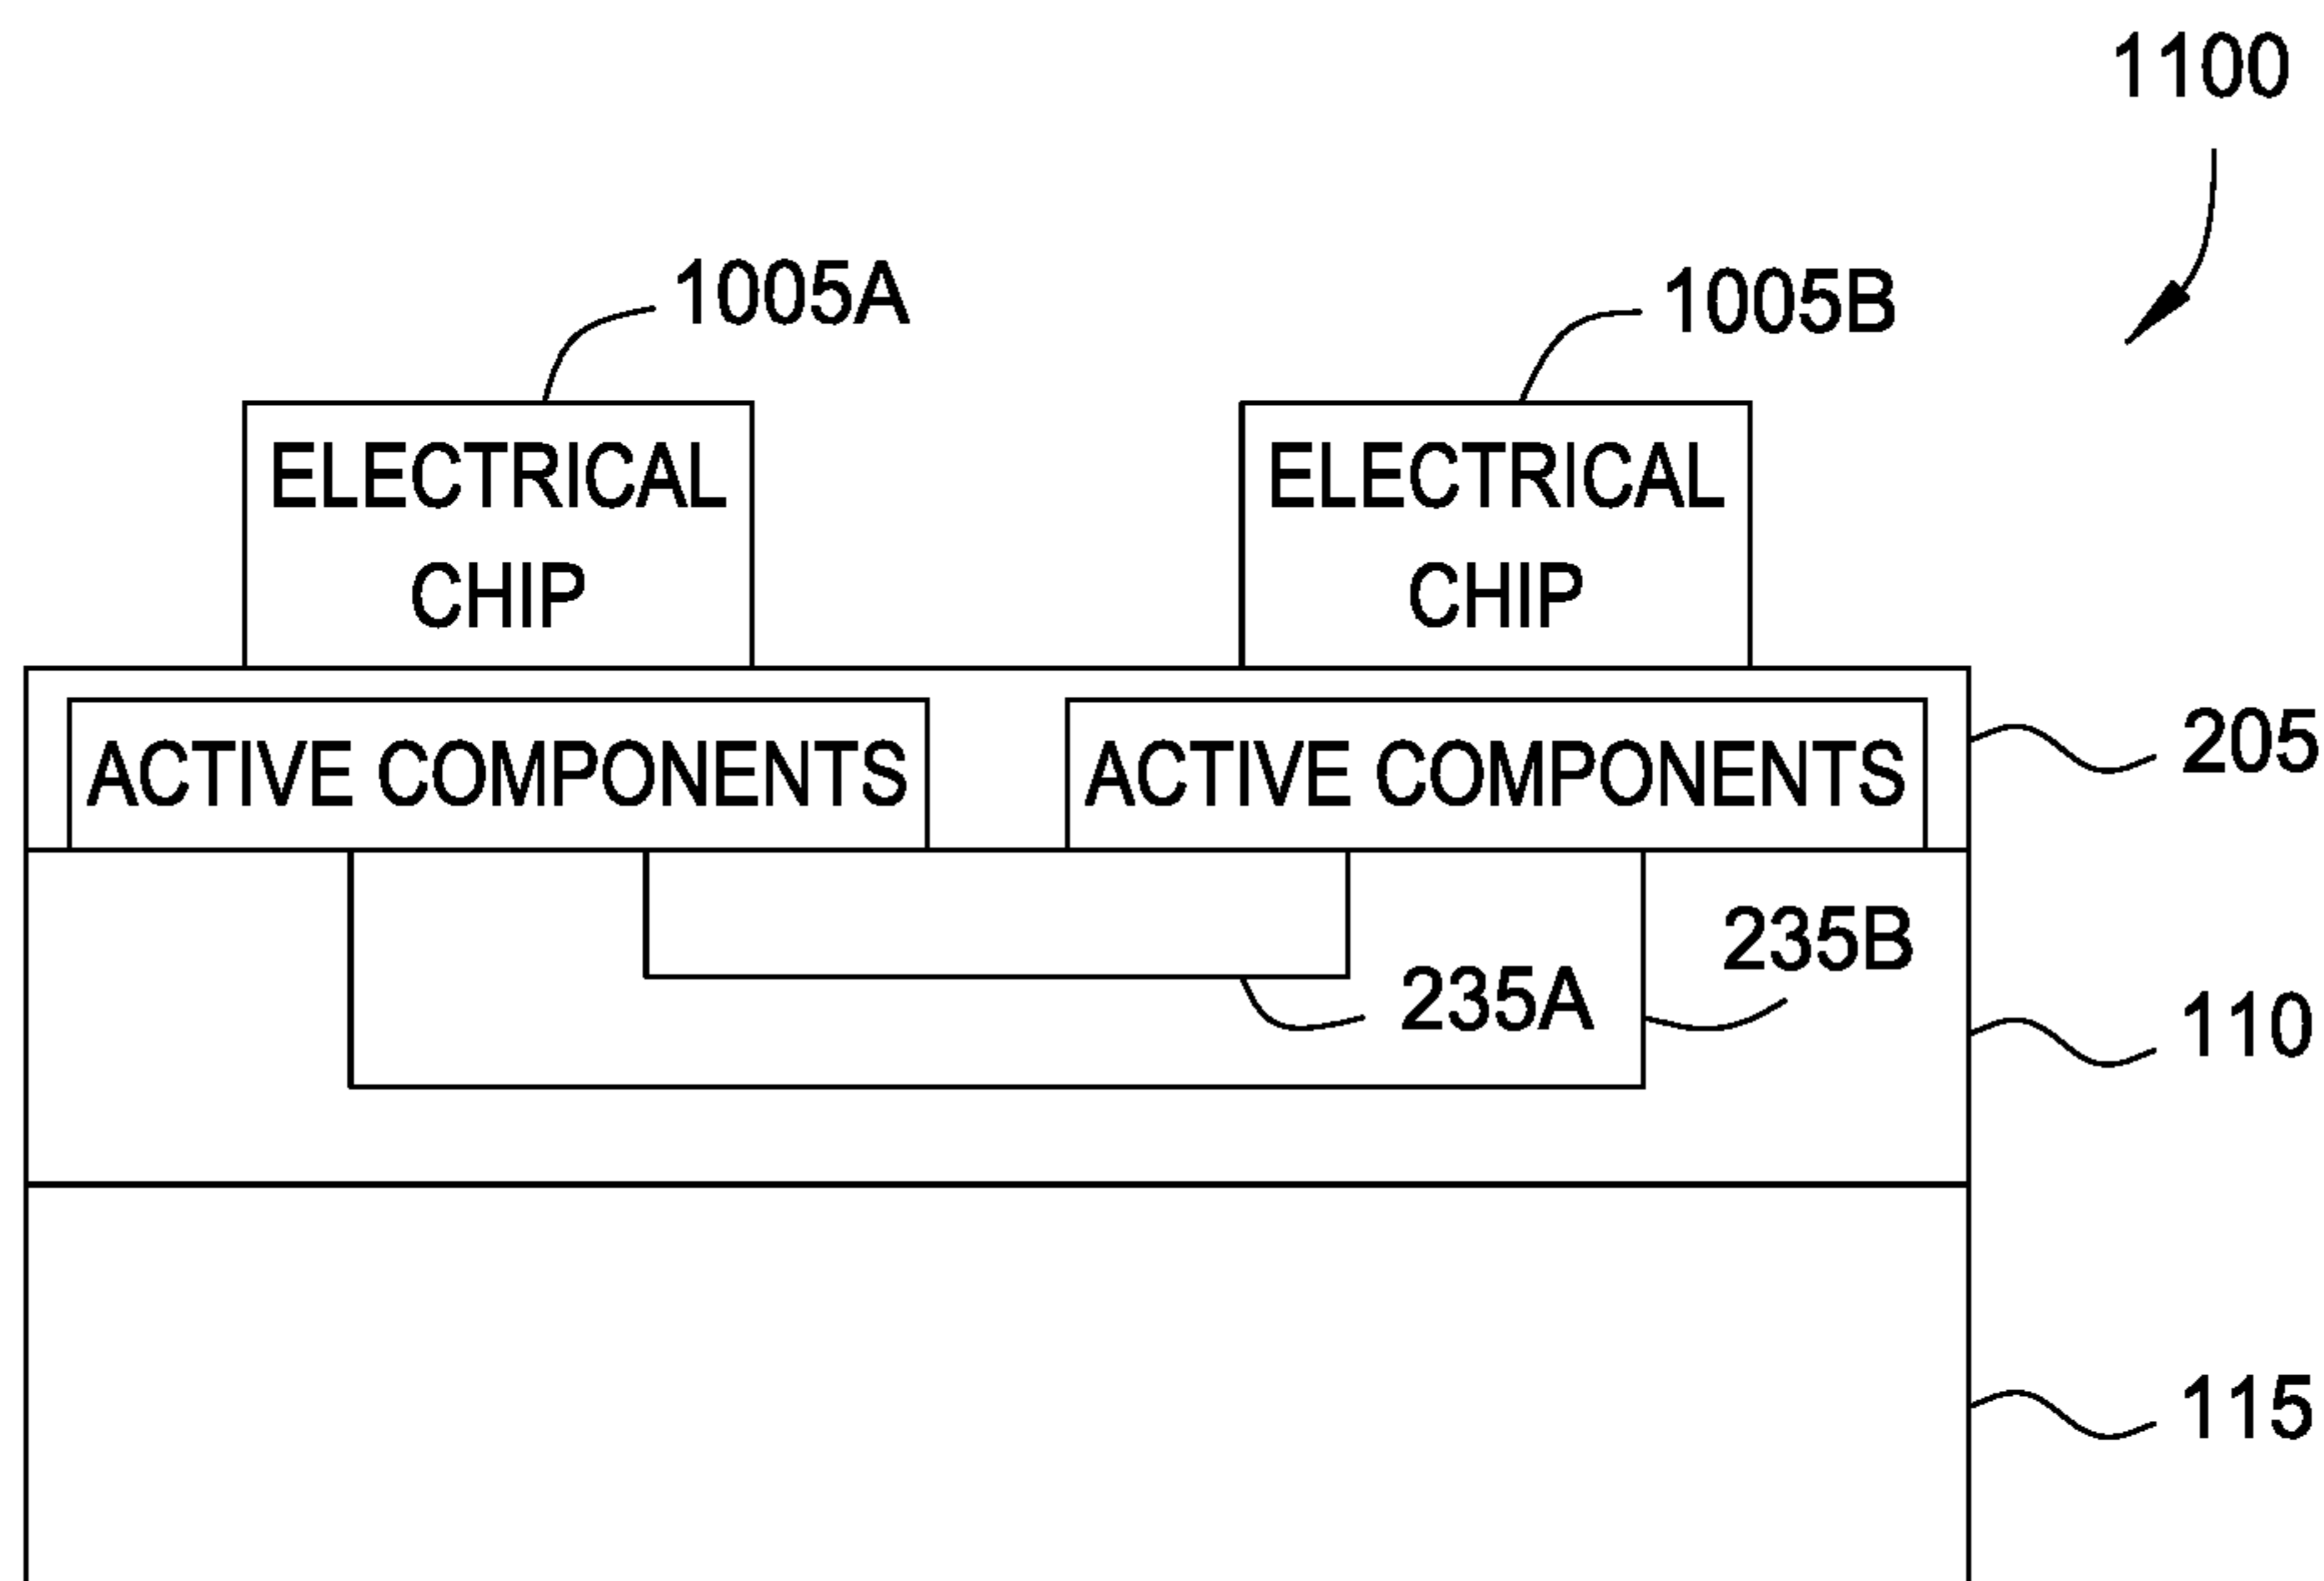 1100
1005A
1005B
ELECTRICAL
CHIP
ELECTRICAL
CHIP
205
ACTIVE COMPONENTS
ACTIVE COMPONENTS
235B
235A
110
115